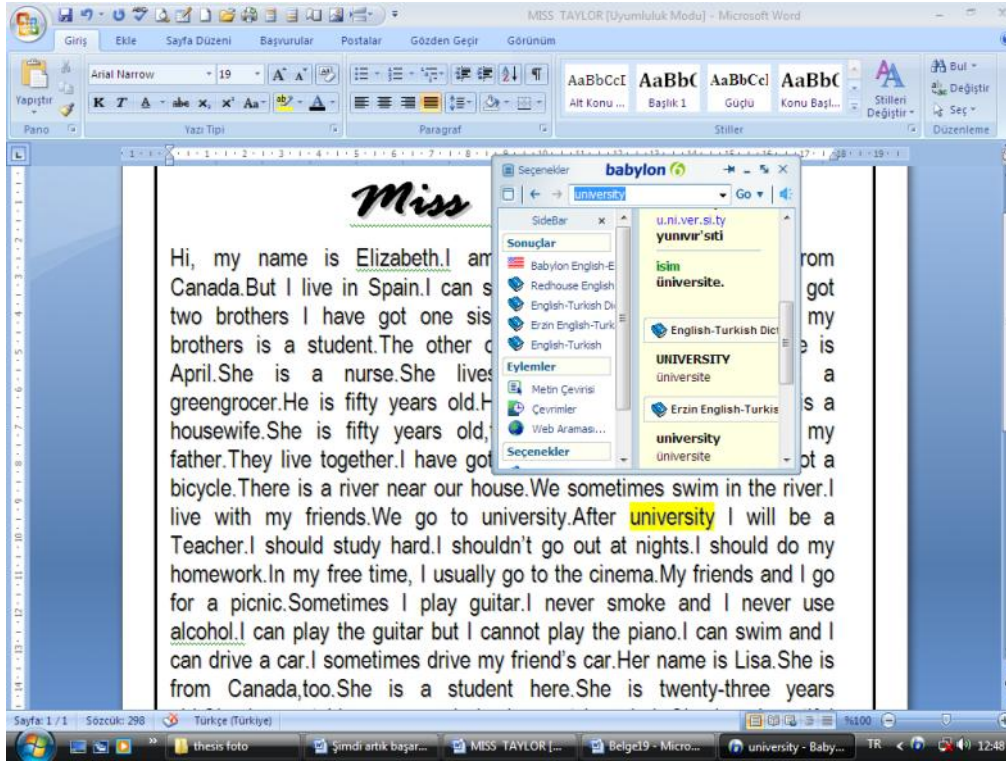 MISS TAYLOR [Uyumluluk Modu] - Microsoft Word
Giriş Ekle Sayfa Düzeni Başvurular Postalar Gözden Geçir Görünüm
Arial Narrow 19
AaBbCcI AaBbC AaBbCcl AaBbC
Yapıştır
K T A abe x, x² Aa
Alt Konu ... Başlık 1 Güçlü Konu Başl...
Stilleri Değiştir
Bul
Değiştir
Seç
Pano Yazı Tipi Paragraf Stiller Düzenleme
Miss
Hi, my name is Elizabeth.I am
rom
Canada.But I live in Spain.I can s
got
two brothers I have got one sis
my
brothers is a student.The other
is
April.She is a nurse.She lives
a
greengrocer.He is fifty years old.H
is a
housewife.She is fifty years old,
my
father.They live together.I have got
ot a
bicycle.There is a river near our house.We sometimes swim in the river.I
live with my friends.We go to university.After university I will be a
Teacher.I should study hard.I shouldn't go out at nights.I should do my
homework.In my free time, I usually go to the cinema.My friends and I go
for a picnic.Sometimes I play guitar.I never smoke and I never use
alcohol.I can play the guitar but I cannot play the piano.I can swim and I
can drive a car.I sometimes drive my friend's car.Her name is Lisa.She is
from Canada,too.She is a student here.She is twenty-three years
Seçenekler babylon
university Go
SideBar x
Sonuçlar
Babylon English-E
Redhouse English
English-Turkish Di
Erzin English-Turk
English-Turkish
Eylemler
Metin Çevirisi
Çevrimler
Web Araması...
Seçenekler
u.ni.ver.si.ty
yunıvır'sıti
isim
üniversite.
English-Turkish Dict
UNIVERSITY
üniversite
Erzin English-Turkis
university
üniversite
Sayfa: 1 / 1 Sözcük: 298 Türkçe (Türkiye) %100
thesis foto Şimdi artık başar... MISS TAYLOR [... Belge19 - Micro... university - Baby... TR 12:48